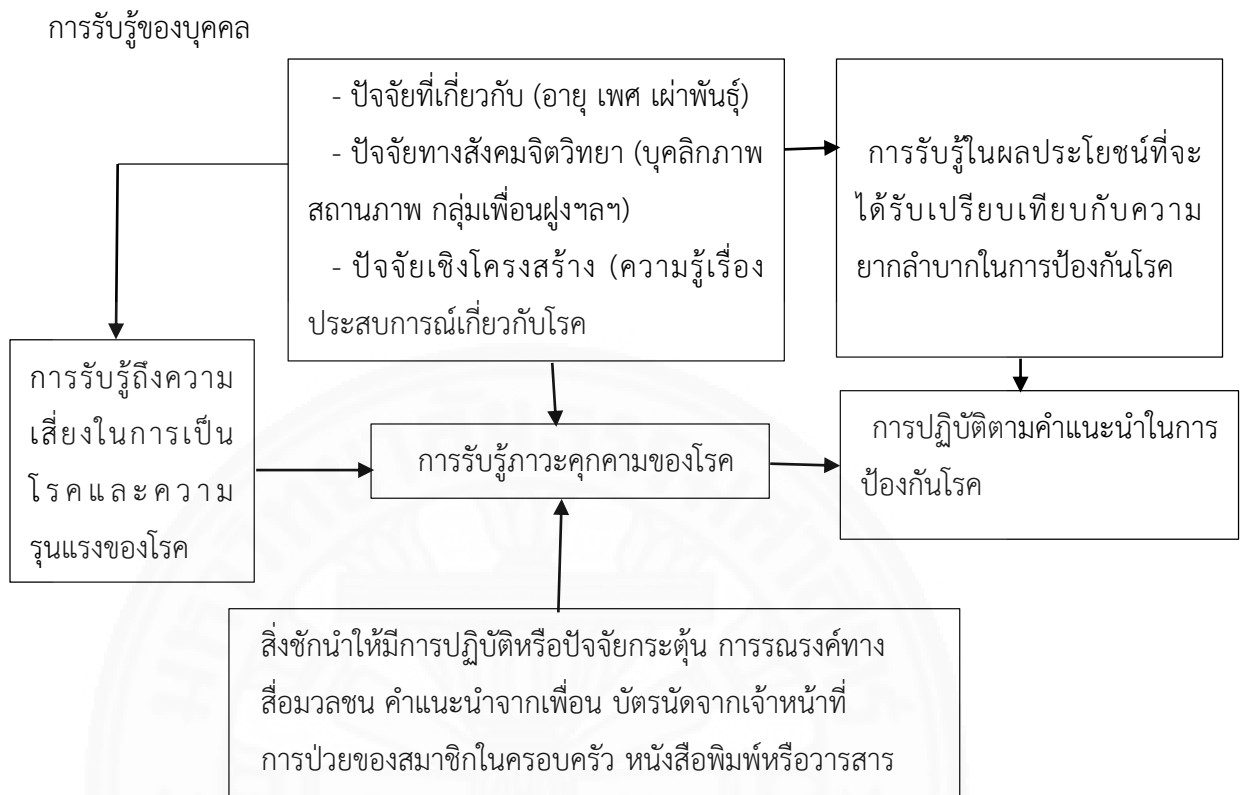 การรับรู้ของบุคคล
- ปัจจัยที่เกี่ยวกับ (อายุ เพศ เผ่าพันธุ์)
- ปัจจัยทางสังคมจิตวิทยา (บุคลิกภาพ
สถานภาพ กลุ่มเพื่อนฝูงฯลฯ)
- ปัจจัยเชิงโครงสร้าง (ความรู้เรื่อง
ประสบการณ์เกี่ยวกับโรค
การรับรู้ในผลประโยชน์ที่จะ
ได้รับเปรียบเทียบกับความ
ยากลำบากในการป้องกันโรค
การรับรู้ถึงความ
เสี่ยงในการเป็น
โรคและความ
รุนแรงของโรค
การรับรู้ภาวะคุกคามของโรค
การปฏิบัติตามคำแนะนำในการ
ป้องกันโรค
สิ่งชักนำให้มีการปฏิบัติหรือปัจจัยกระตุ้น การรณรงค์ทาง
สื่อมวลชน คำแนะนำจากเพื่อน บัตรนัดจากเจ้าหน้าที่
การป่วยของสมาชิกในครอบครัว หนังสือพิมพ์หรือวารสาร